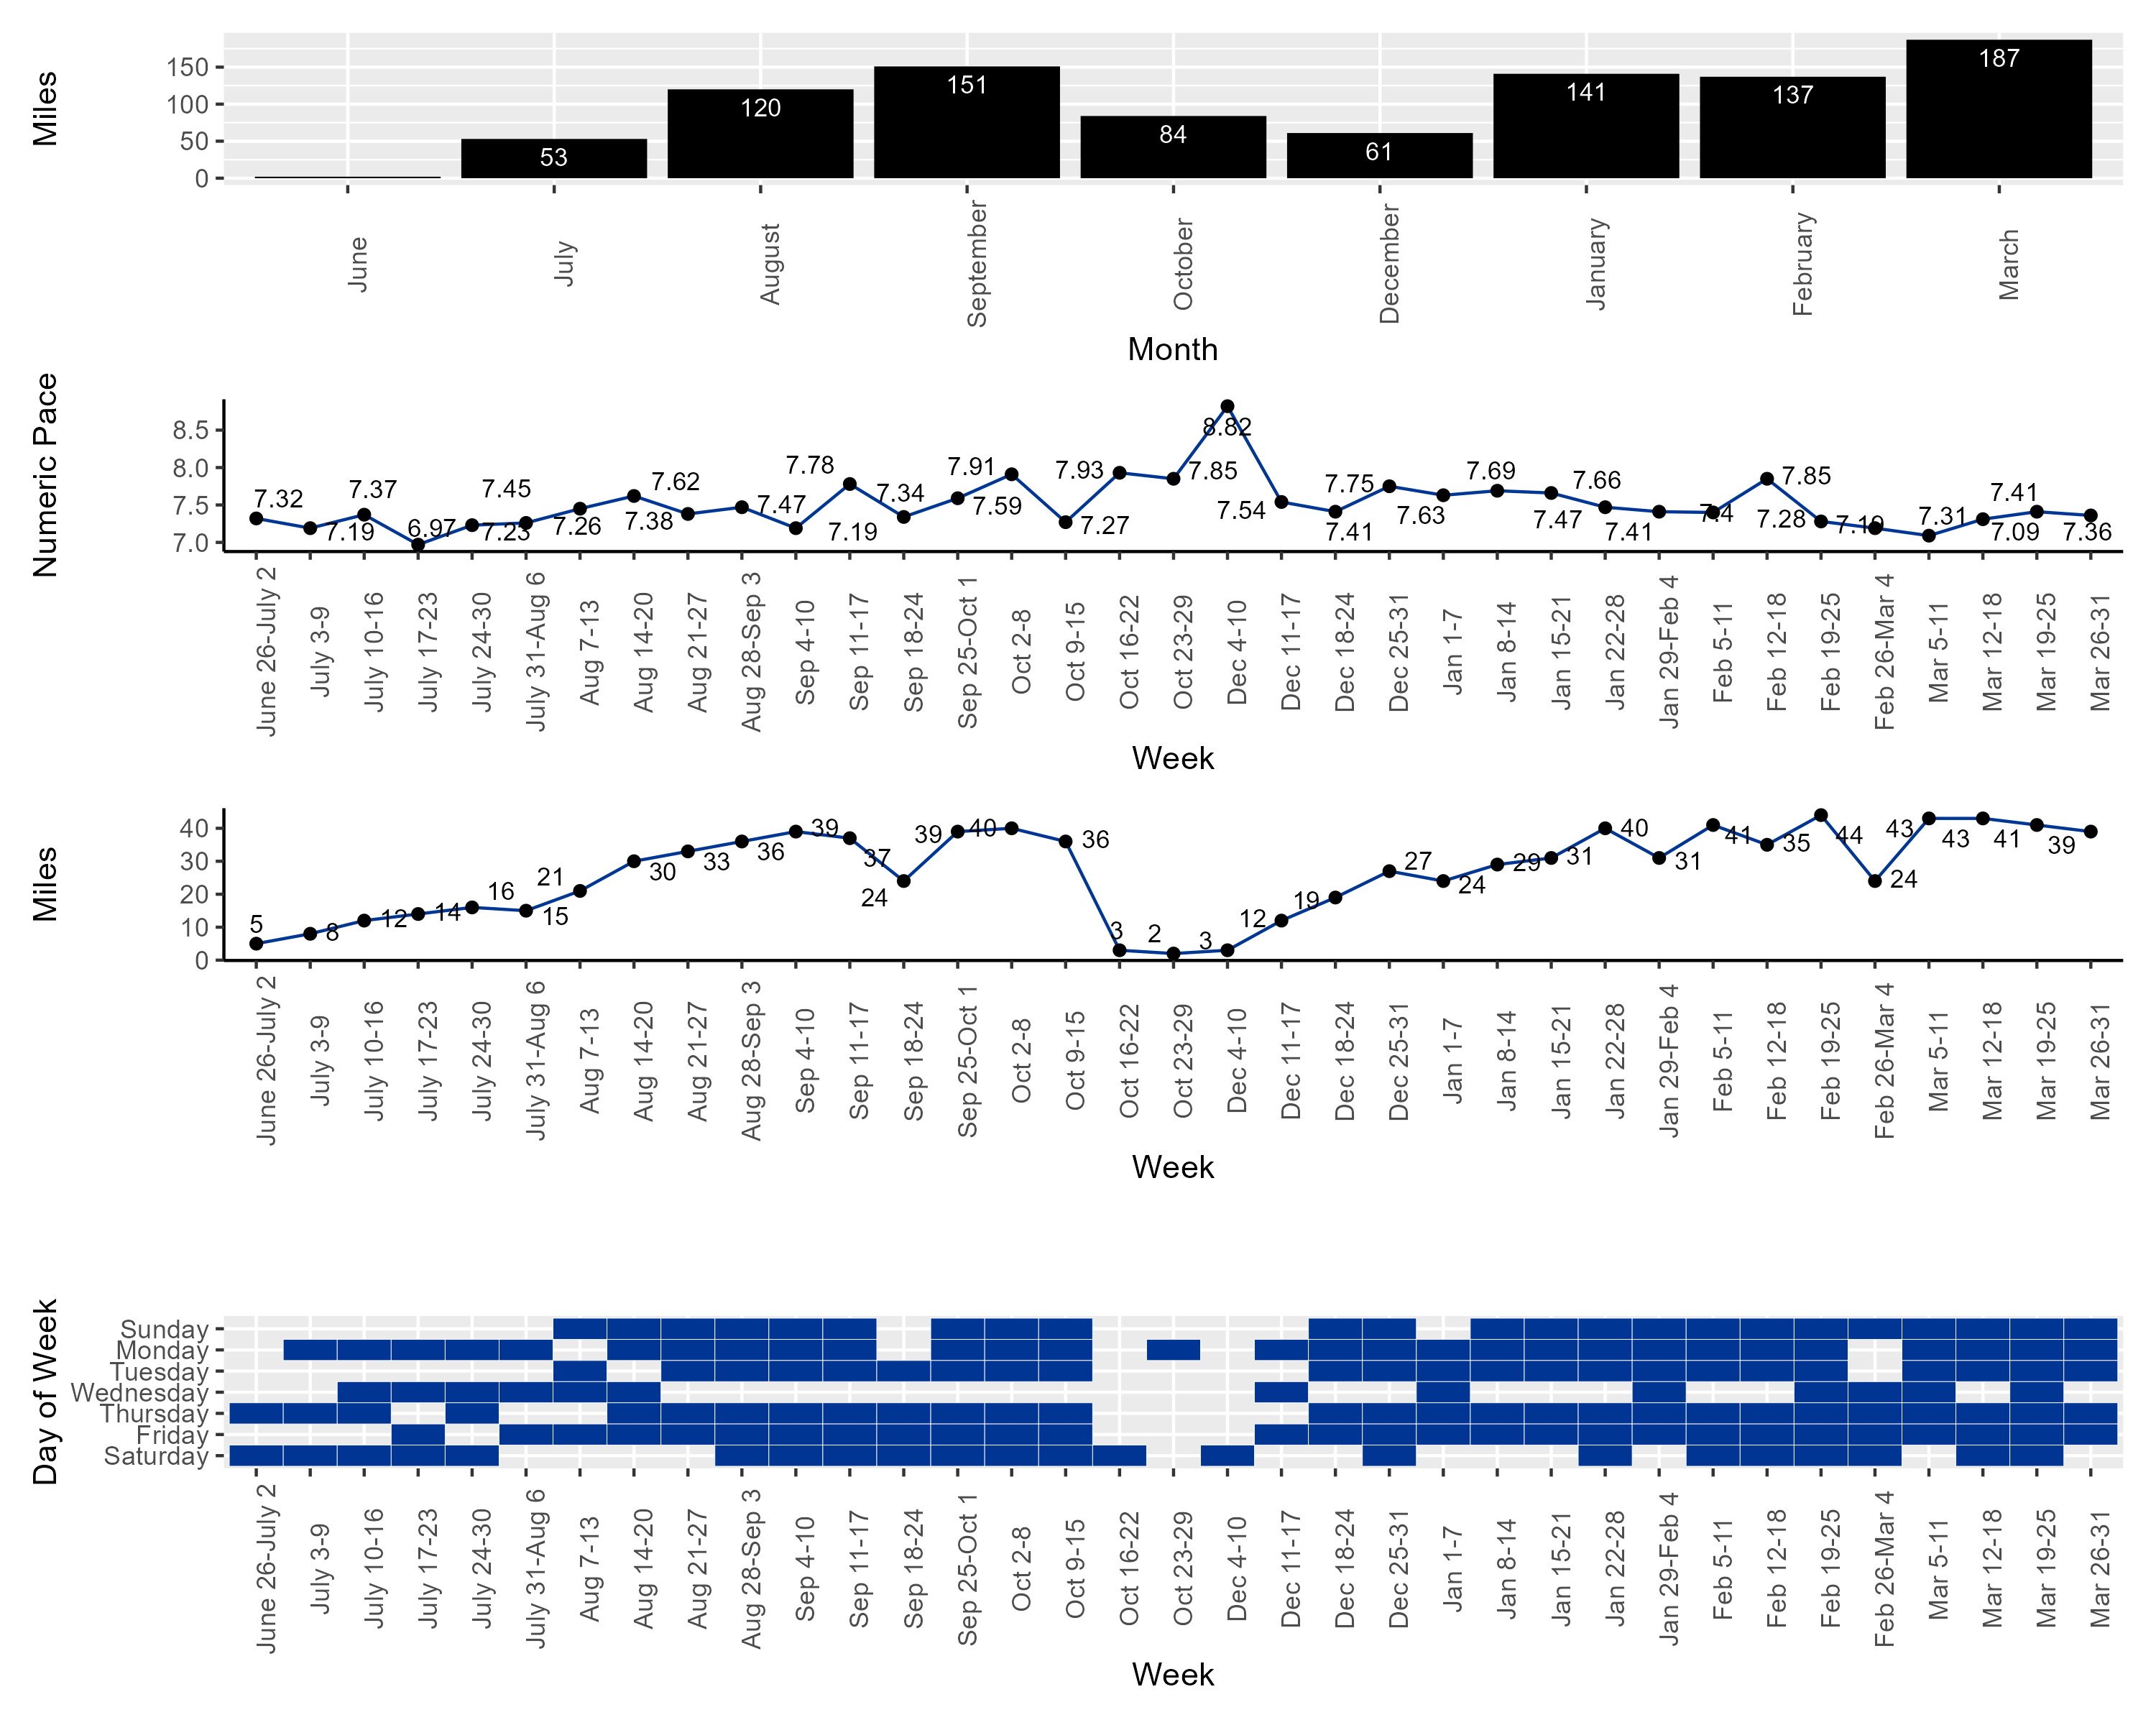 Miles
150
100
50
0
53
120
151
84
61
141
137
187
June
July
August
September
October
December
January
February
March
Month
Numeric Pace
8.5
8.0
7.5
7.0
7.32
7.19
7.37
6.97
7.23
7.45
7.26
7.62
7.38
7.47
7.78
7.19
7.34
7.91
7.59
7.27
7.93
7.85
8.82
7.54
7.75
7.41
7.63
7.69
7.47
7.66
7.41
7.4
7.28
7.85
7.19
7.31
7.41
7.09
7.36
June 26-July 2
July 3-9
July 10-16
July 17-23
July 24-30
July 31-Aug 6
Aug 7-13
Aug 14-20
Aug 21-27
Aug 28-Sep 3
Sep 4-10
Sep 11-17
Sep 18-24
Sep 25-Oct 1
Oct 2-8
Oct 9-15
Oct 16-22
Oct 23-29
Dec 4-10
Dec 11-17
Dec 18-24
Dec 25-31
Jan 1-7
Jan 8-14
Jan 15-21
Jan 22-28
Jan 29-Feb 4
Feb 5-11
Feb 12-18
Feb 19-25
Feb 26-Mar 4
Mar 5-11
Mar 12-18
Mar 19-25
Mar 26-31
Week
Miles
40
30
20
10
0
5
8
12
14
16
15
21
30
33
36
39
37
24
39
40
36
3
2
3
12
19
27
24
29
31
40
31
41
35
44
24
43
43
41
39
June 26-July 2
July 3-9
July 10-16
July 17-23
July 24-30
July 31-Aug 6
Aug 7-13
Aug 14-20
Aug 21-27
Aug 28-Sep 3
Sep 4-10
Sep 11-17
Sep 18-24
Sep 25-Oct 1
Oct 2-8
Oct 9-15
Oct 16-22
Oct 23-29
Dec 4-10
Dec 11-17
Dec 18-24
Dec 25-31
Jan 1-7
Jan 8-14
Jan 15-21
Jan 22-28
Jan 29-Feb 4
Feb 5-11
Feb 12-18
Feb 19-25
Feb 26-Mar 4
Mar 5-11
Mar 12-18
Mar 19-25
Mar 26-31
Week
Day of Week
Sunday
Monday
Tuesday
Wednesday
Thursday
Friday
Saturday
June 26-July 2
July 3-9
July 10-16
July 17-23
July 24-30
July 31-Aug 6
Aug 7-13
Aug 14-20
Aug 21-27
Aug 28-Sep 3
Sep 4-10
Sep 11-17
Sep 18-24
Sep 25-Oct 1
Oct 2-8
Oct 9-15
Oct 16-22
Oct 23-29
Dec 4-10
Dec 11-17
Dec 18-24
Dec 25-31
Jan 1-7
Jan 8-14
Jan 15-21
Jan 22-28
Jan 29-Feb 4
Feb 5-11
Feb 12-18
Feb 19-25
Feb 26-Mar 4
Mar 5-11
Mar 12-18
Mar 19-25
Mar 26-31
Week